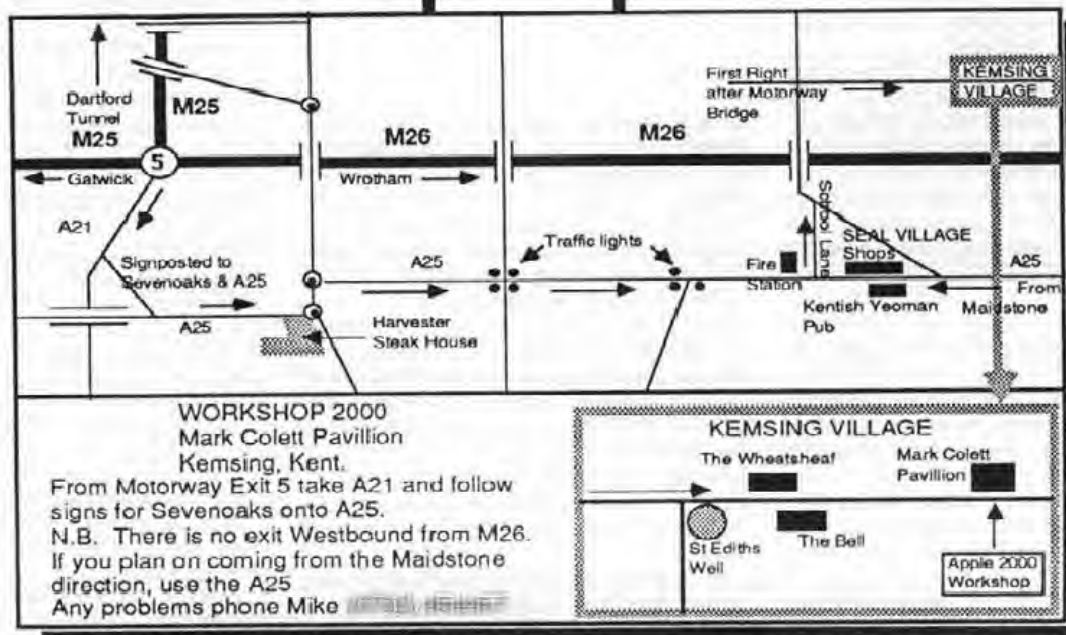 Dartford
Tunnel
M25
M25
First Right
after Motorway
Bridge
KEMSING
VILLAGE
M26
M26
5
Gatwick
Wrotham
A21
Signposted to
Sevenoaks & A25
A25
Harvester
Steak House
A25
Traffic lights
Fire
Station
School Lane
SEAL VILLAGE
Shops
Kentish Yeoman
Pub
A25
From
Maidstone
WORKSHOP 2000
Mark Colett Pavillion
Kemsing, Kent.
From Motorway Exit 5 take A21 and follow
signs for Sevenoaks onto A25.
N.B. There is no exit Westbound from M26.
If you plan on coming from the Maidstone
direction, use the A25
Any problems phone Mike
KEMSING VILLAGE
The Wheatsheaf
Mark Colett
Pavillion
St Ediths
Well
The Bell
Apple 2000
Workshop